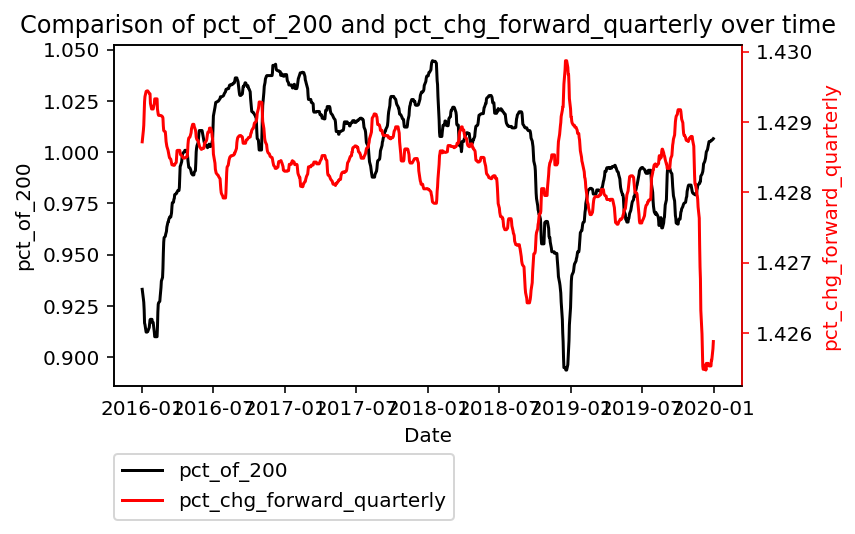 Comparison of pct_of_200 and pct_chg_forward_quarterly over time
1.050
1.025
1.000
0.975
0.950
0.925
0.900
pct_of_200
1.430
1.429
1.428
1.427
1.426
pct_chg_forward_quarterly
2016-01 2016-07 2017-01 2017-07 2018-01 2018-07 2019-01 2019-07 2020-01
Date
pct_of_200
pct_chg_forward_quarterly